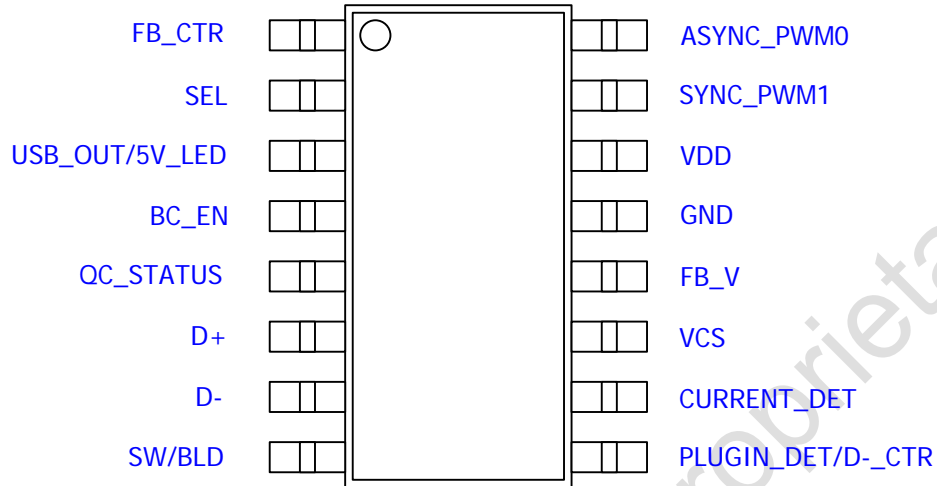 FB_CTR
SEL
USB_OUT/5V_LED
BC_EN
QC_STATUS
D+
D-
SW/BLD
ASYNC_PWM0
SYNC_PWM1
VDD
GND
FB_V
VCS
CURRENT_DET
PLUGIN_DET/D-_CTR